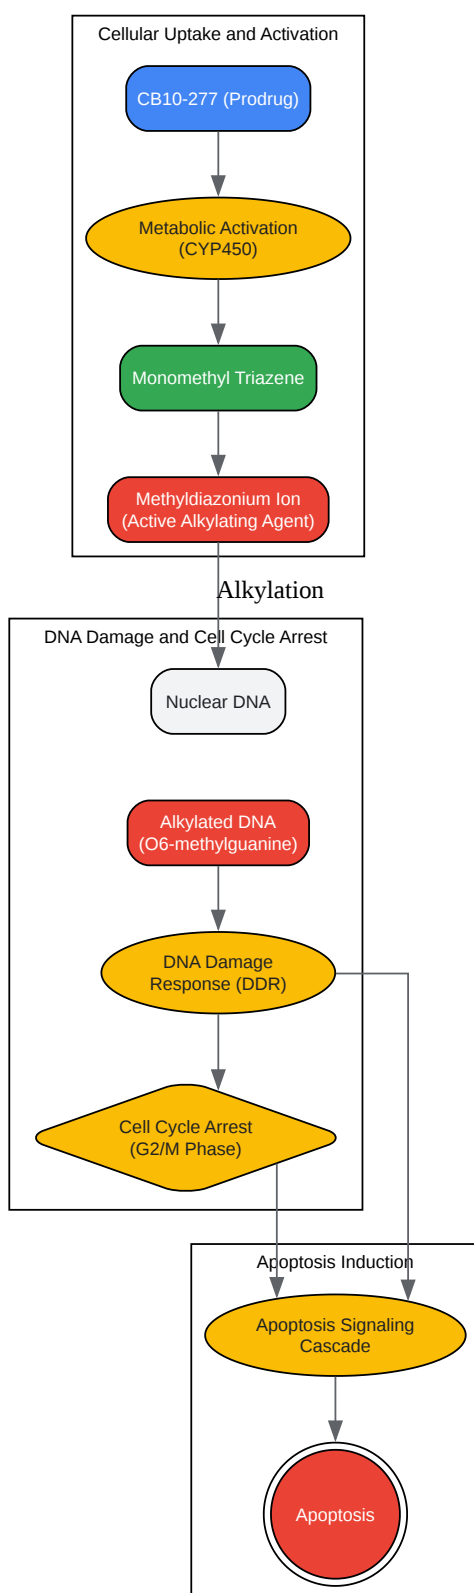 Cellular Uptake and Activation
CB10-277 (Prodrug)
Metabolic Activation
(CYP450)
Monomethyl Triazene
Methyldiazonium Ion
(Active Alkylating Agent)
Alkylation
DNA Damage and Cell Cycle Arrest
Nuclear DNA
Alkylated DNA
(O6-methylguanine)
DNA Damage
Response (DDR)
Cell Cycle Arrest
(G2/M Phase)
Apoptosis Induction
Apoptosis Signaling
Cascade
Apoptosis